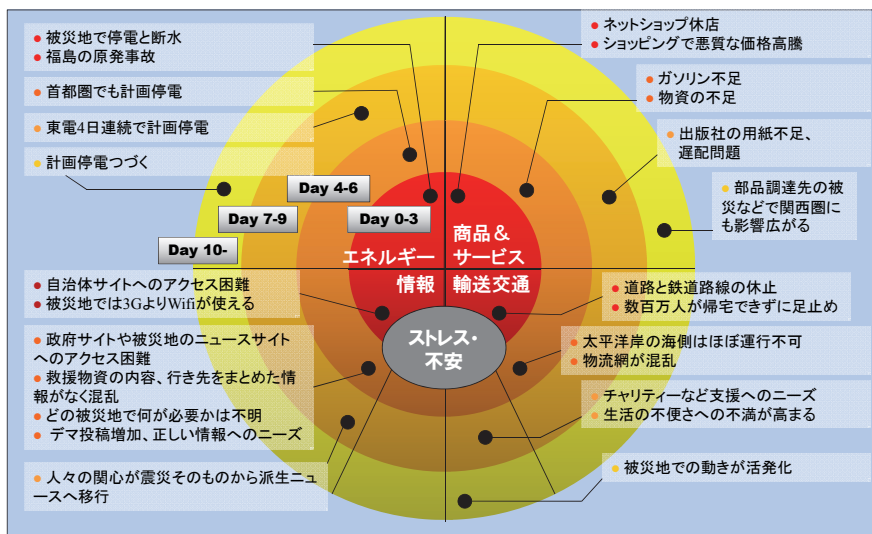 ● 被災地で停電と断水
● 福島の原発事故
● 首都圏でも計画停電
● 東電4日連続で計画停電
● 計画停電つづく
● ネットショップ休店
● ショッピングで悪質な価格高騰
● ガソリン不足
● 物資の不足
● 出版社の用紙不足、
遅配問題
● 部品調達先の被
災などで関西圏に
も影響広がる
Day 4-6
Day 7-9
Day 0-3
Day 10-
エネルギー
商品&
サービス
情報
輸送交通
ストレス・
不安
● 自治体サイトへのアクセス困難
● 被災地では3GよりWifiが使える
● 政府サイトや被災地のニュースサイト
へのアクセス困難
● 救援物資の内容、行き先をまとめた情
報がなく混乱
● どの被災地で何が必要かは不明
● デマ投稿増加、正しい情報へのニーズ
● 人々の関心が震災そのものから派生ニュ
ースへ移行
● 道路と鉄道路線の休止
● 数百万人が帰宅できずに足止め
● 太平洋岸の海側はほぼ運行不可
● 物流網が混乱
● チャリティーなど支援へのニーズ
● 生活の不便さへの不満が高まる
● 被災地での動きが活発化